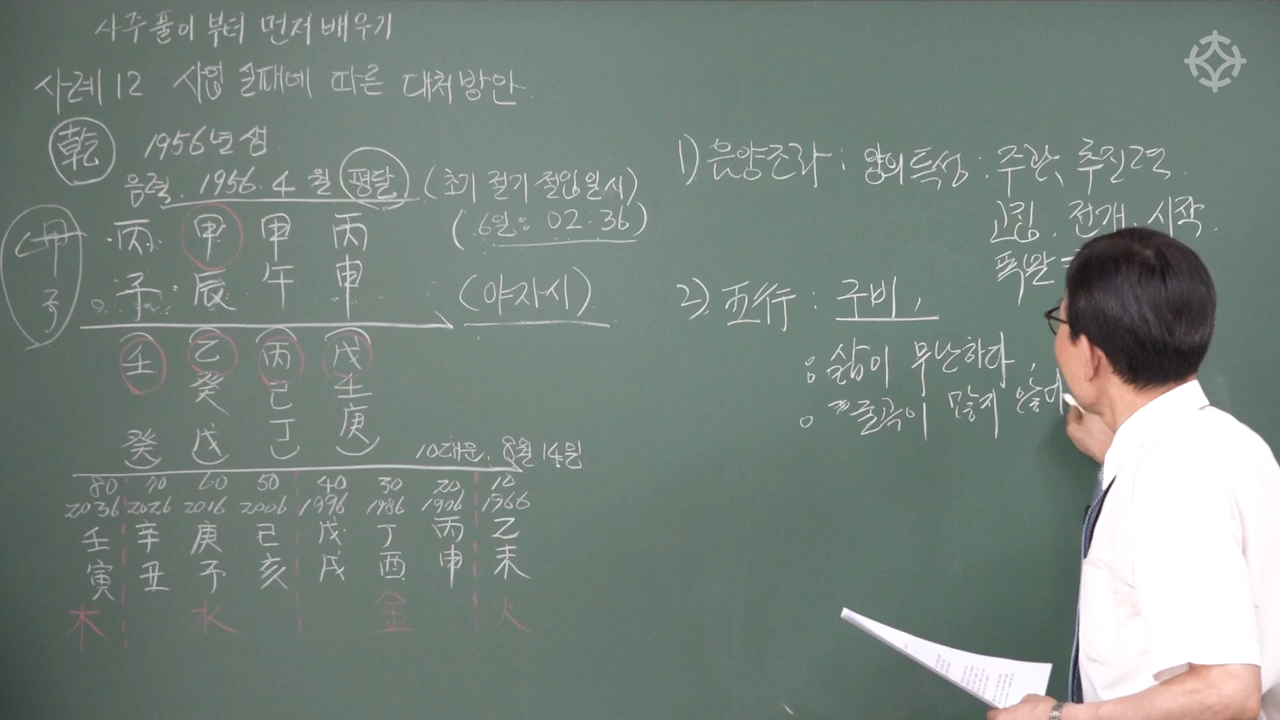 사주풀이부터 먼저 배우기
사례 12 사업 실패에 따른 대처방안.
乾 1956년생
음력. 1956. 4월 평달 (초기 절기 절입일시)
(6일: 02:36)
甲 丙 甲 甲 丙
子 子 辰 午 申 (야자시)
壬 乙 丙 戊
癸 己 壬
癸 戊 丁 庚
10대운. 8월 14일
80 70 60 50 40 30 20 10
2036 2026 2016 2006 1996 1986 1976 1966
壬 辛 庚 己 戊 丁 丙 乙
寅 丑 子 亥 戌 酉 申 未
木 水 金 火
1) 음양조라 : 양의 특성 : 주관, 추진력.
고집. 전개. 시작.
폭발
2) 五行 : 구비,
삶이 무난하다.
굴곡이 많지 않다